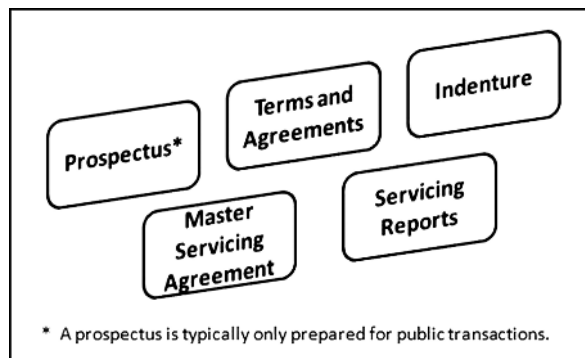 Prospectus*
Terms and
Agreements
Indenture
Master
Servicing
Agreement
Servicing
Reports
* A prospectus is typically only prepared for public transactions.